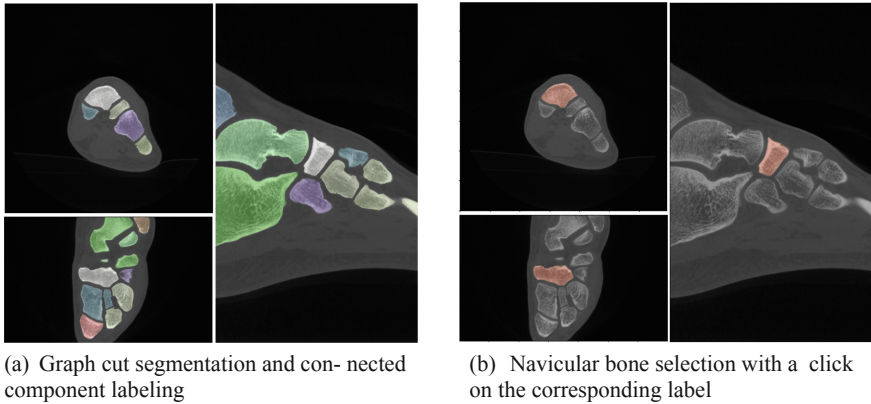 (a) Graph cut segmentation and con- nected
component labeling
(b) Navicular bone selection with a click
on the corresponding label